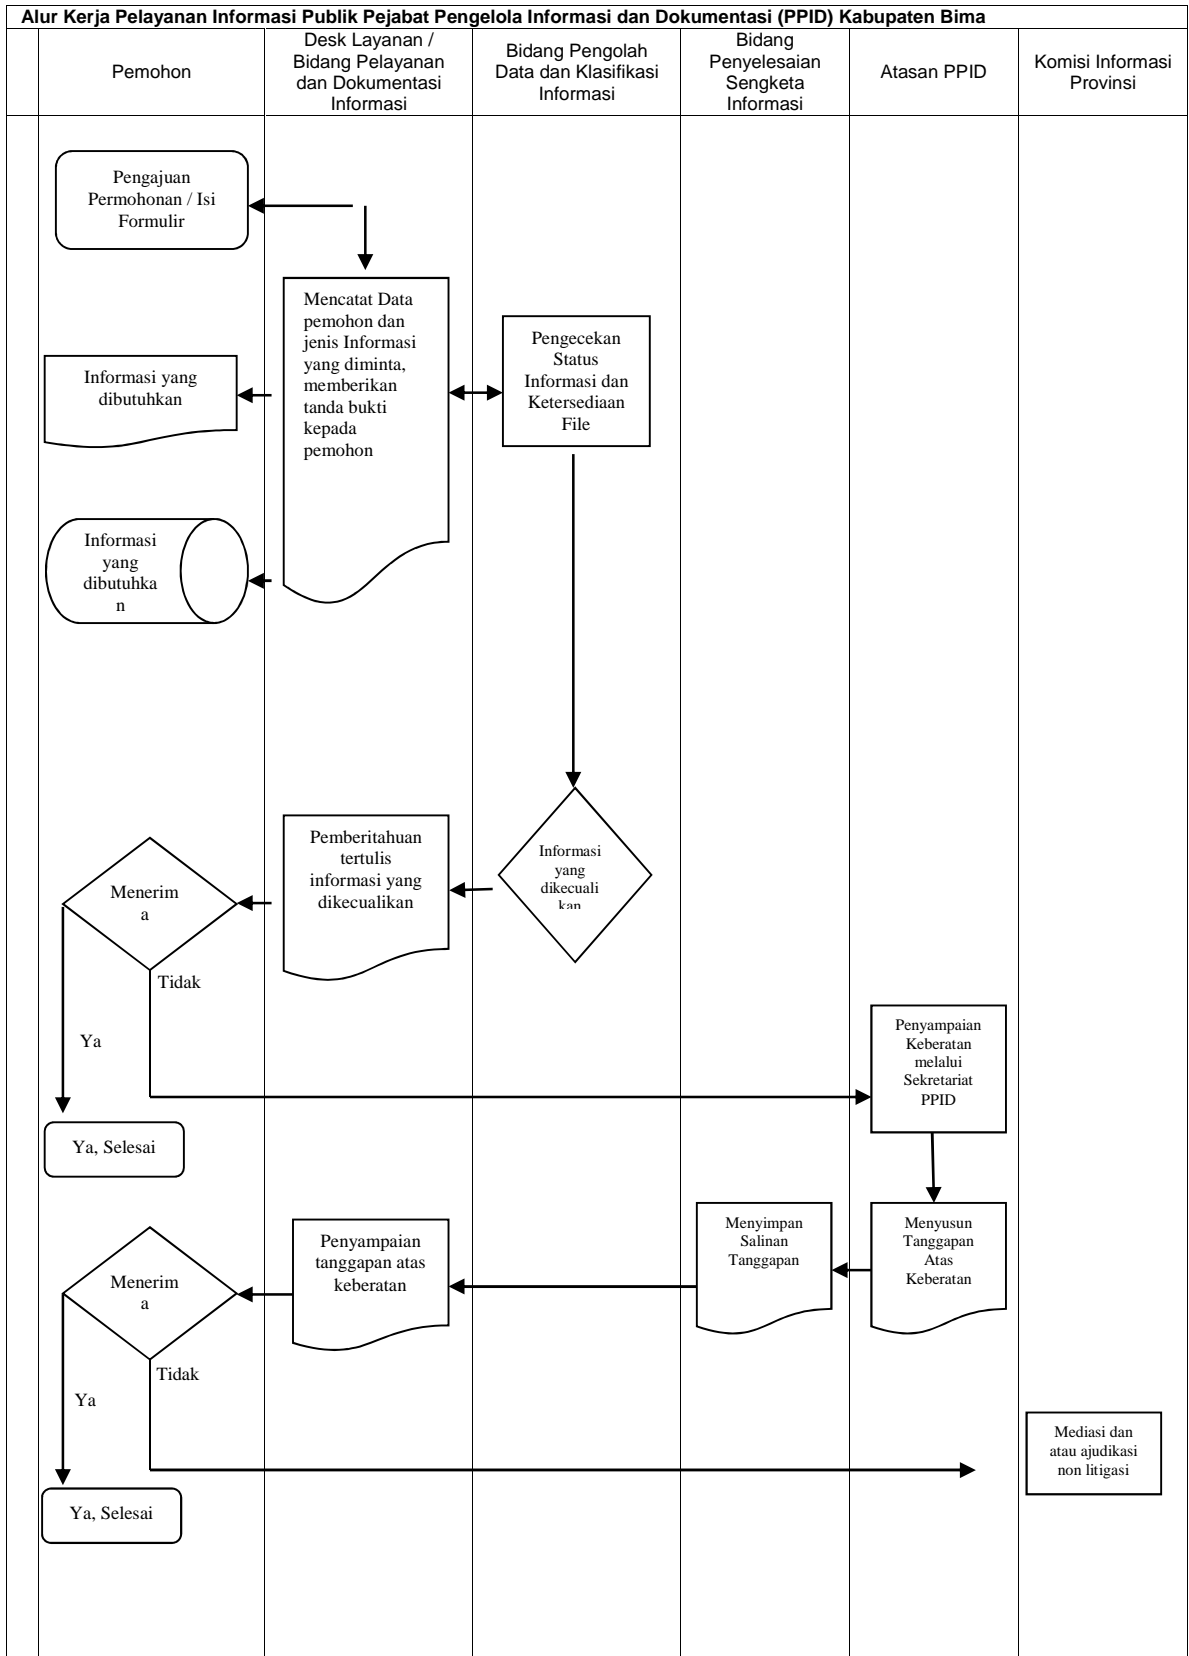 Alur Kerja Pelayanan Informasi Publik Pejabat Pengelola Informasi dan Dokumentasi (PPID) Kabupaten Bima
Pemohon
Desk Layanan /
Bidang Pelayanan
dan Dokumentasi
Informasi
Bidang Pengolah
Data dan Klasifikasi
Informasi
Bidang
Penyelesaian
Sengketa
Informasi
Atasan PPID
Komisi Informasi
Provinsi
Pengajuan
Permohonan / Isi
Formulir
Mencatat Data
pemohon dan
jenis Informasi
yang diminta,
memberikan
tanda bukti
kepada
pemohon
Pengecekan
Status
Informasi dan
Ketersediaan
File
Informasi yang
dibutuhkan
Informasi
yang
dibutuhka
n
Informasi
yang
dikecuali
kan
Pemberitahuan
tertulis
informasi yang
dikecualikan
Menerim
a
Tidak
Ya
Ya, Selesai
Penyampaian
Keberatan
melalui
Sekretariat
PPID
Menyusun
Tanggapan
Atas
Keberatan
Menyimpan
Salinan
Tanggapan
Penyampaian
tanggapan atas
keberatan
Menerim
a
Tidak
Ya
Ya, Selesai
Mediasi dan
atau ajudikasi
non litigasi